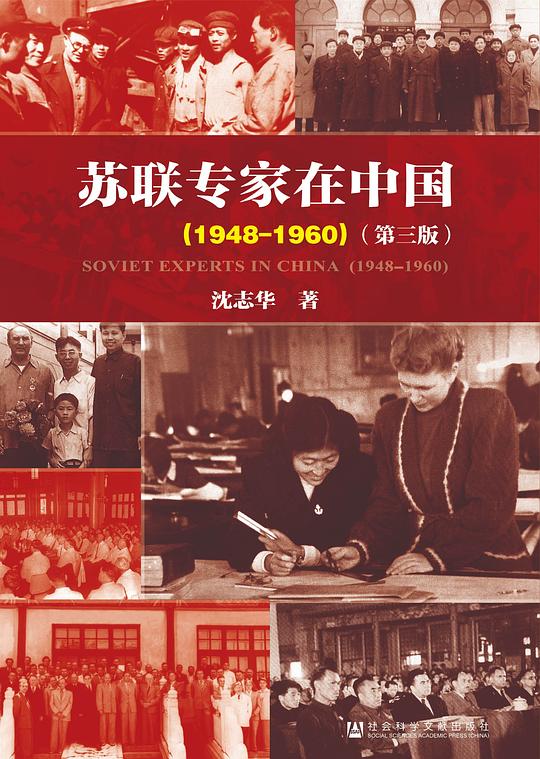 苏联专家在中国
(1948-1960)（第三版）
SOVIET EXPERTS IN CHINA (1948–1960)
沈志华 著
社会科学文献出版社
SOCIAL SCIENCES ACADEMIC PRESS (CHINA)